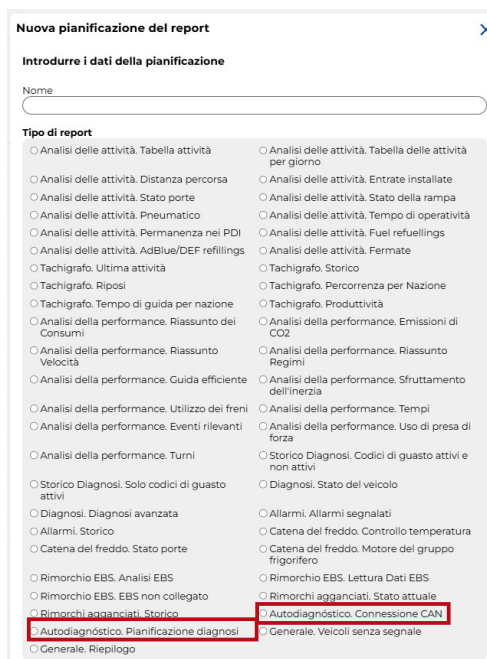 Nuova pianificazione del report
Introdurre i dati della pianificazione
Nome
Tipo di report
Analisi delle attività. Tabella attività
Analisi delle attività. Tabella delle attività
per giorno
Analisi delle attività. Distanza percorsa
Analisi delle attività. Entrate installate
Analisi delle attività. Stato porte
Analisi delle attività. Stato della rampa
Analisi delle attività. Pneumatico
Analisi delle attività. Tempo di operatività
Analisi delle attività. Permanenza nei PDI
Analisi delle attività. Fuel refuellings
Analisi delle attività. AdBlue/DEF refillings
Analisi delle attività. Fermate
Tachigrafo. Ultima attività
Tachigrafo. Storico
Tachigrafo. Riposi
Tachigrafo. Percorrenza per Nazione
Tachigrafo. Tempo di guida per nazione
Tachigrafo. Produttività
Analisi della performance. Riassunto dei
Consumi
Analisi della performance. Emissioni di
CO2
Analisi della performance. Riassunto
Velocità
Analisi della performance. Riassunto
Regimi
Analisi della performance. Guida efficiente
Analisi della performance. Sfruttamento
dell'inerzia
Analisi della performance. Utilizzo dei freni
Analisi della performance. Tempi
Analisi della performance. Eventi rilevanti
Analisi della performance. Uso di presa di
forza
Analisi della performance. Turni
Storico Diagnosi. Codici di guasto attivi e
non attivi
Storico Diagnosi. Solo codici di guasto
attivi
Diagnosi. Stato del veicolo
Diagnosi. Diagnosi avanzata
Allarmi. Allarmi segnalati
Allarmi. Storico
Catena del freddo. Controllo temperatura
Catena del freddo. Stato porte
Catena del freddo. Motore del gruppo
frigorifero
Rimorchio EBS. Analisi EBS
Rimorchio EBS. Lettura Dati EBS
Rimorchio EBS. EBS non collegato
Rimorchi agganciati. Stato attuale
Rimorchi agganciati. Storico
Autodiagnóstico. Connessione CAN
Autodiagnóstico. Pianificazione diagnosi
Generale. Veicoli senza segnale
Generale. Riepilogo